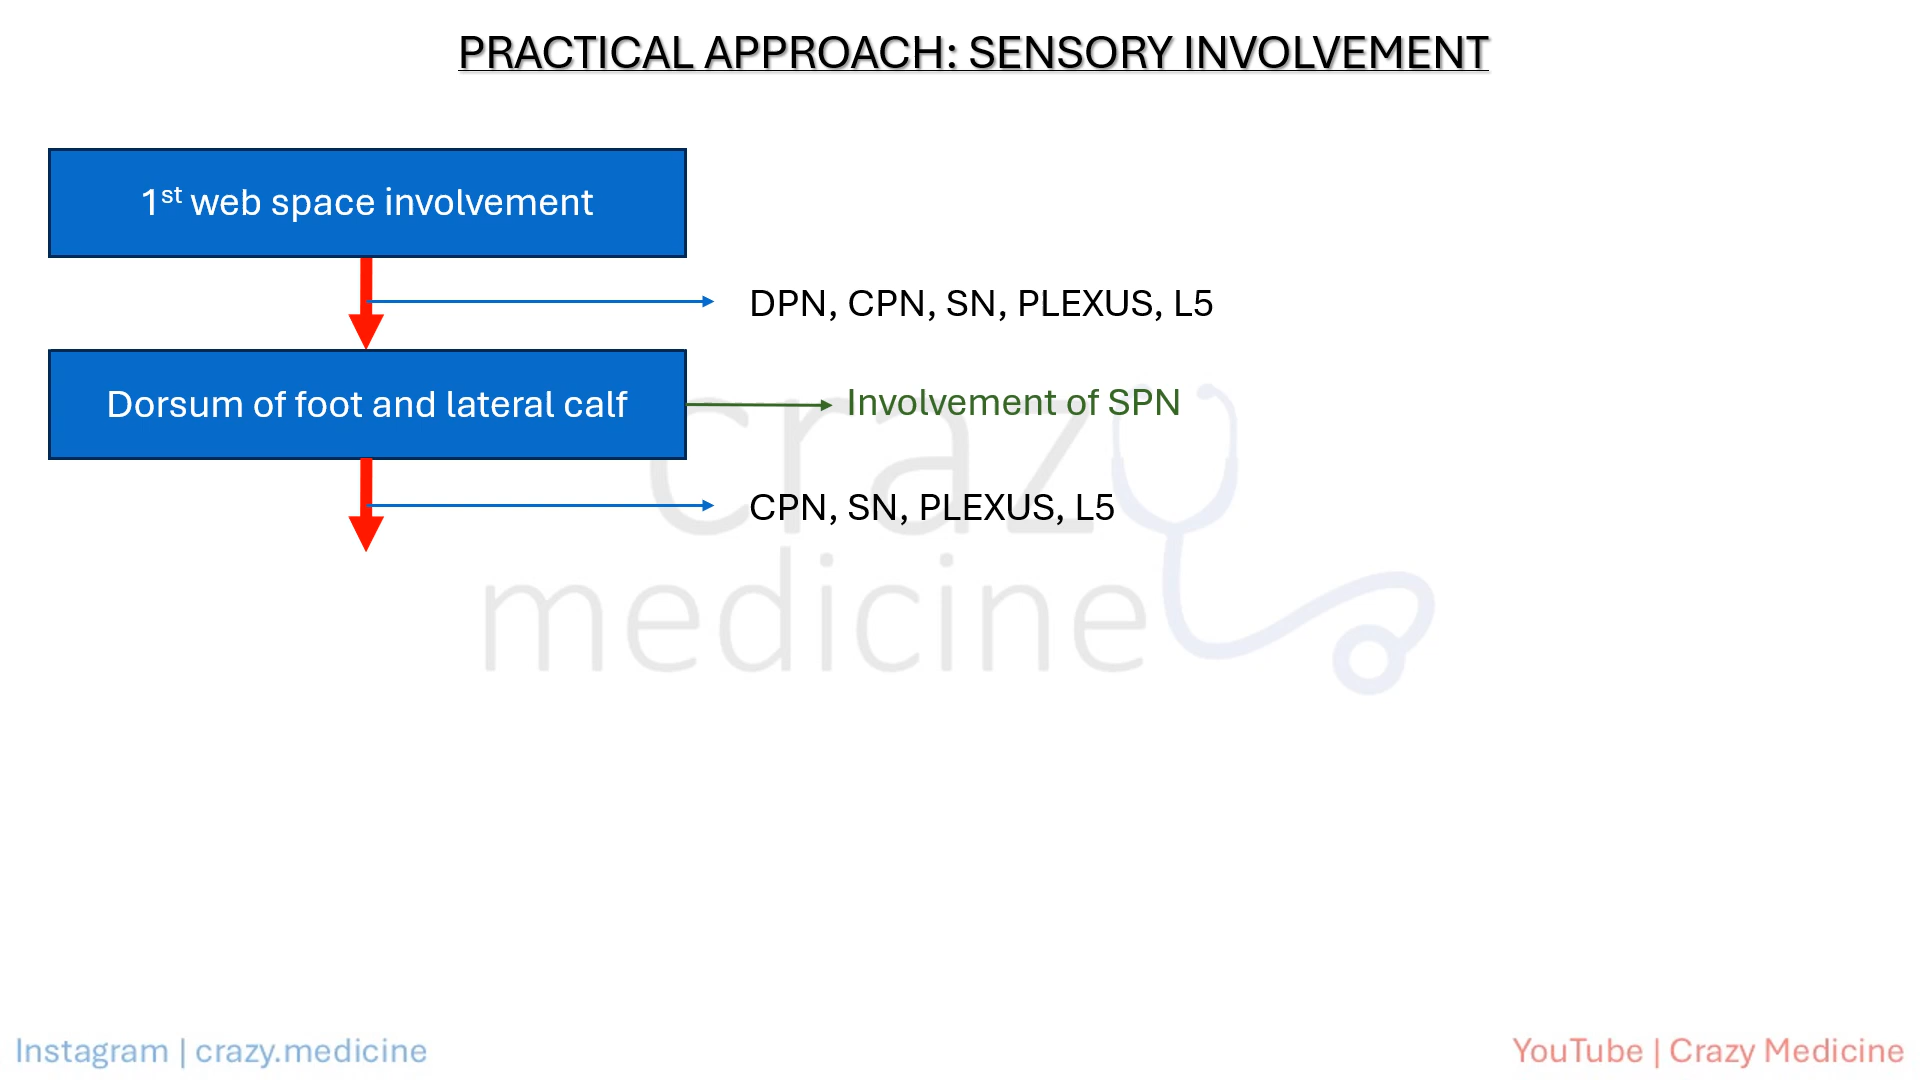 PRACTICAL APPROACH: SENSORY INVOLVEMENT
1st web space involvement
DPN, CPN, SN, PLEXUS, L5
Dorsum of foot and lateral calf
Involvement of SPN
CPN, SN, PLEXUS, L5
crazy
medicine
Instagram | crazy.medicine
YouTube | Crazy Medicine